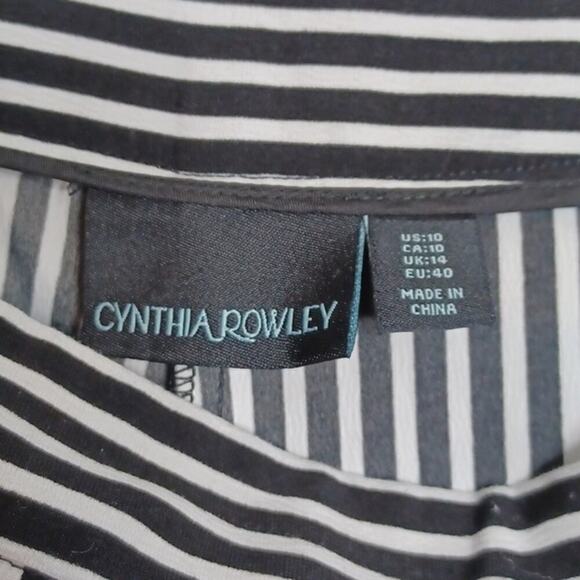 CYNTHIA ROWLEY
US:10
CA:10
UK:14
EU:40
MADE IN
CHINA